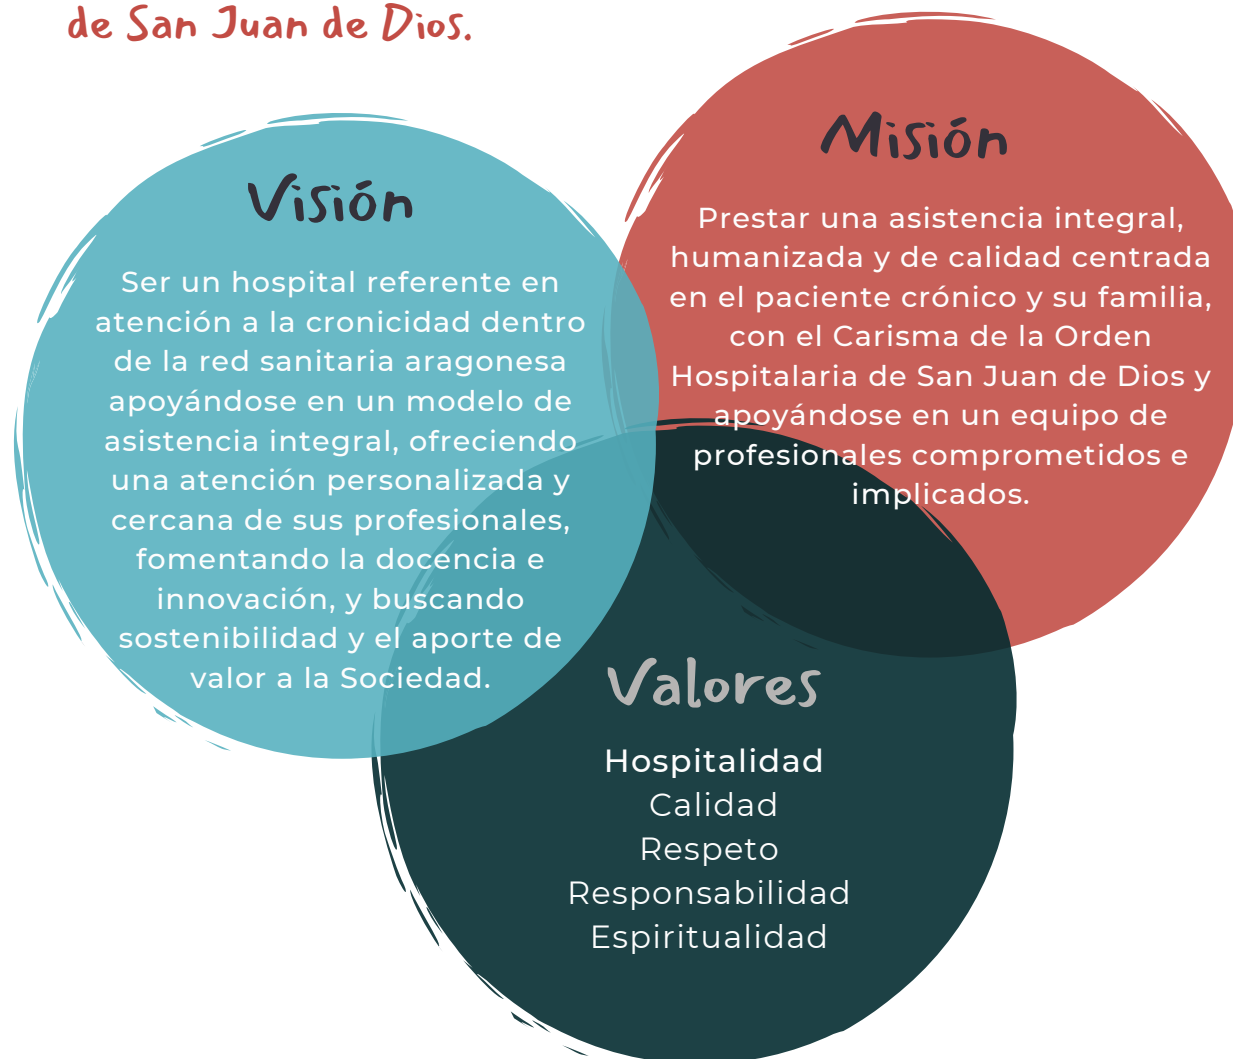 de San Juan de Dios.
Visión
Ser un hospital referente en
atención a la cronicidad dentro
de la red sanitaria aragonesa
apoyándose en un modelo de
asistencia integral, ofreciendo
una atención personalizada y
cercana de sus profesionales,
fomentando la docencia e
innovación, y buscando
sostenibilidad y el aporte de
valor a la Sociedad.
Misión
Prestar una asistencia integral,
humanizada y de calidad centrada
en el paciente crónico y su familia,
con el Carisma de la Orden
Hospitalaria de San Juan de Dios y
apoyándose en un equipo de
profesionales comprometidos e
implicados.
Valores
Hospitalidad
Calidad
Respeto
Responsabilidad
Espiritualidad